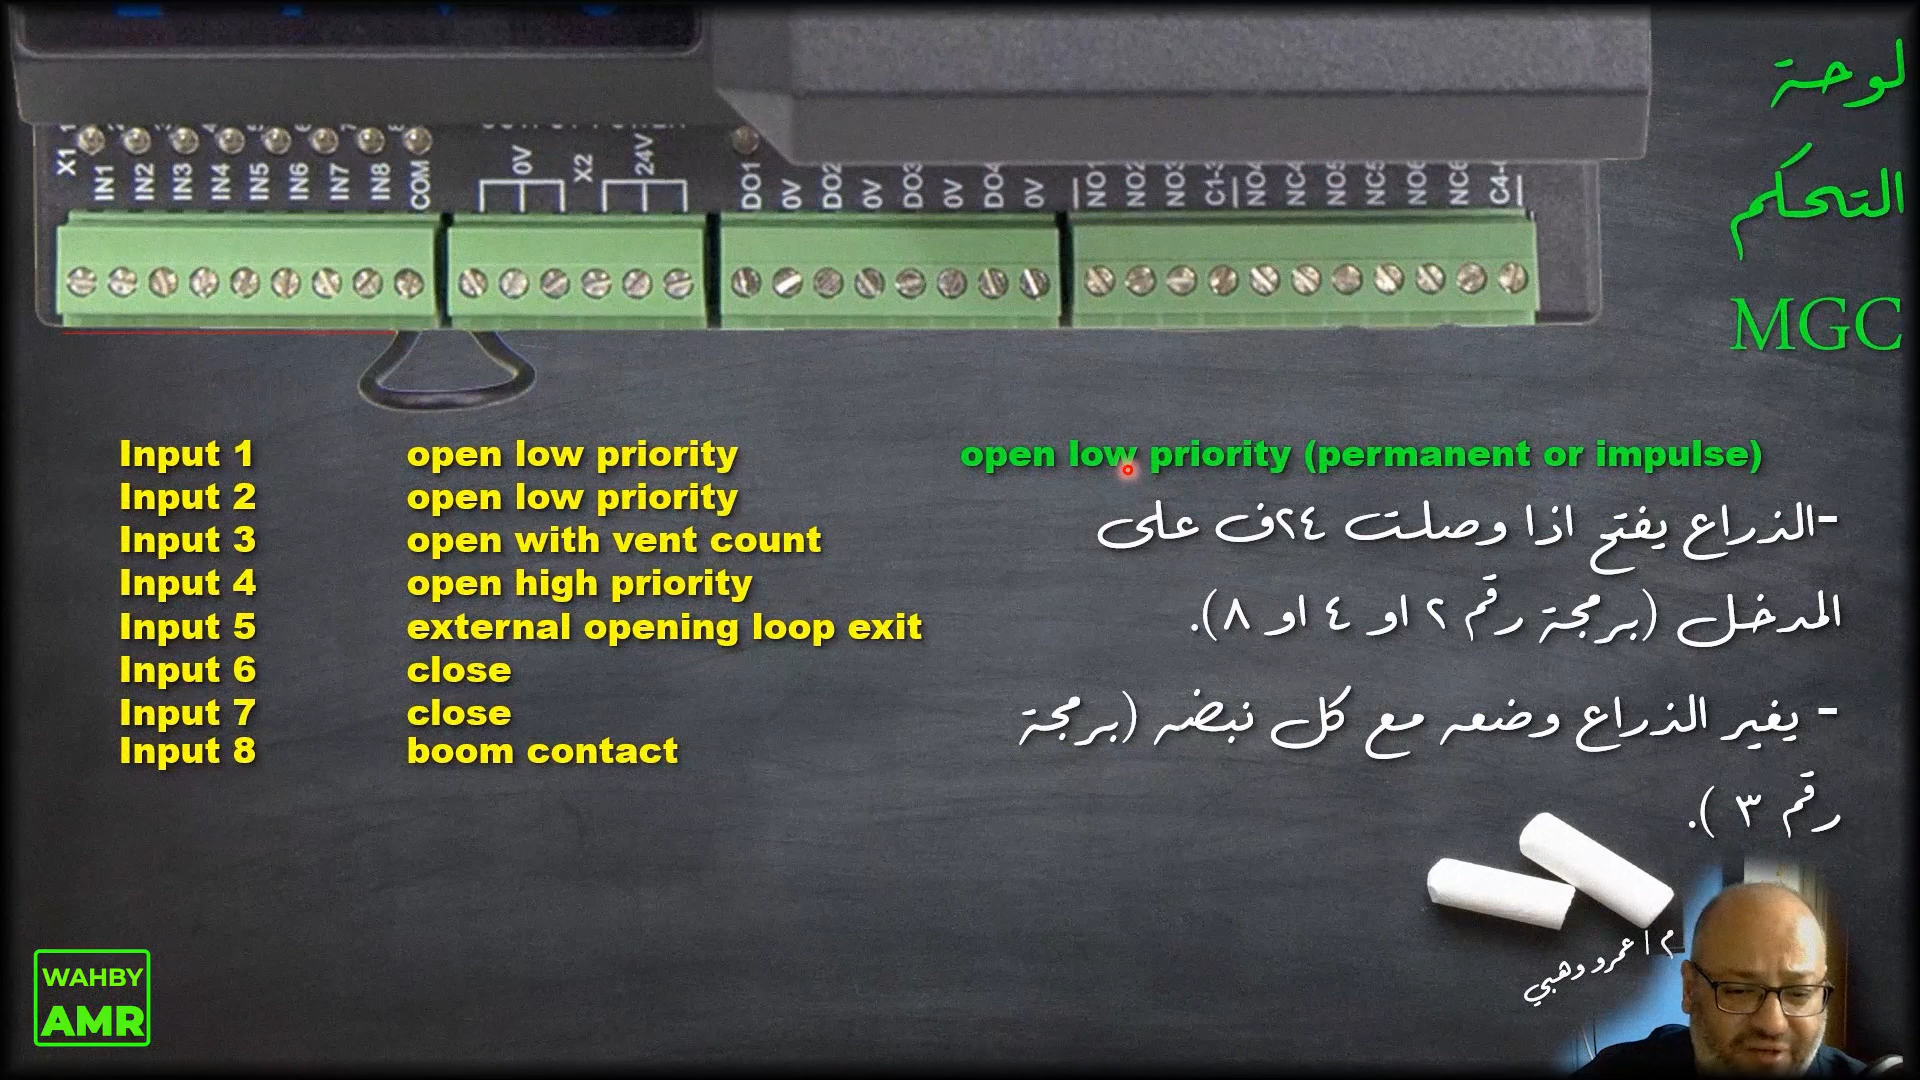 X1
IN1 IN2 IN3 IN4 IN5 IN6 IN7 IN8 COM
0V
X2
24V
DO1 0V DO2 0V DO3 0V DO4 0V
NO1 NO2 NO3 C1-3 NO4 NC4 NO5 NC5 NO6 NC6
لوحة
التحكم
MGC
Input 1 open low priority
Input 2 open low priority
Input 3 open with vent count
Input 4 open high priority
Input 5 external opening loop exit
Input 6 close
Input 7 close
Input 8 boom contact
open low priority (permanent or impulse)
-الذراع يفتح اذا وصلت ٢٤ف على
المدخل (برمجة رقم ٢ او ٤ او ٨).
- يغير الذراع وضعه مع كل نبضه (برمجة
رقم ٣ ).
م / عمرو وهبي
WAHBY
AMR